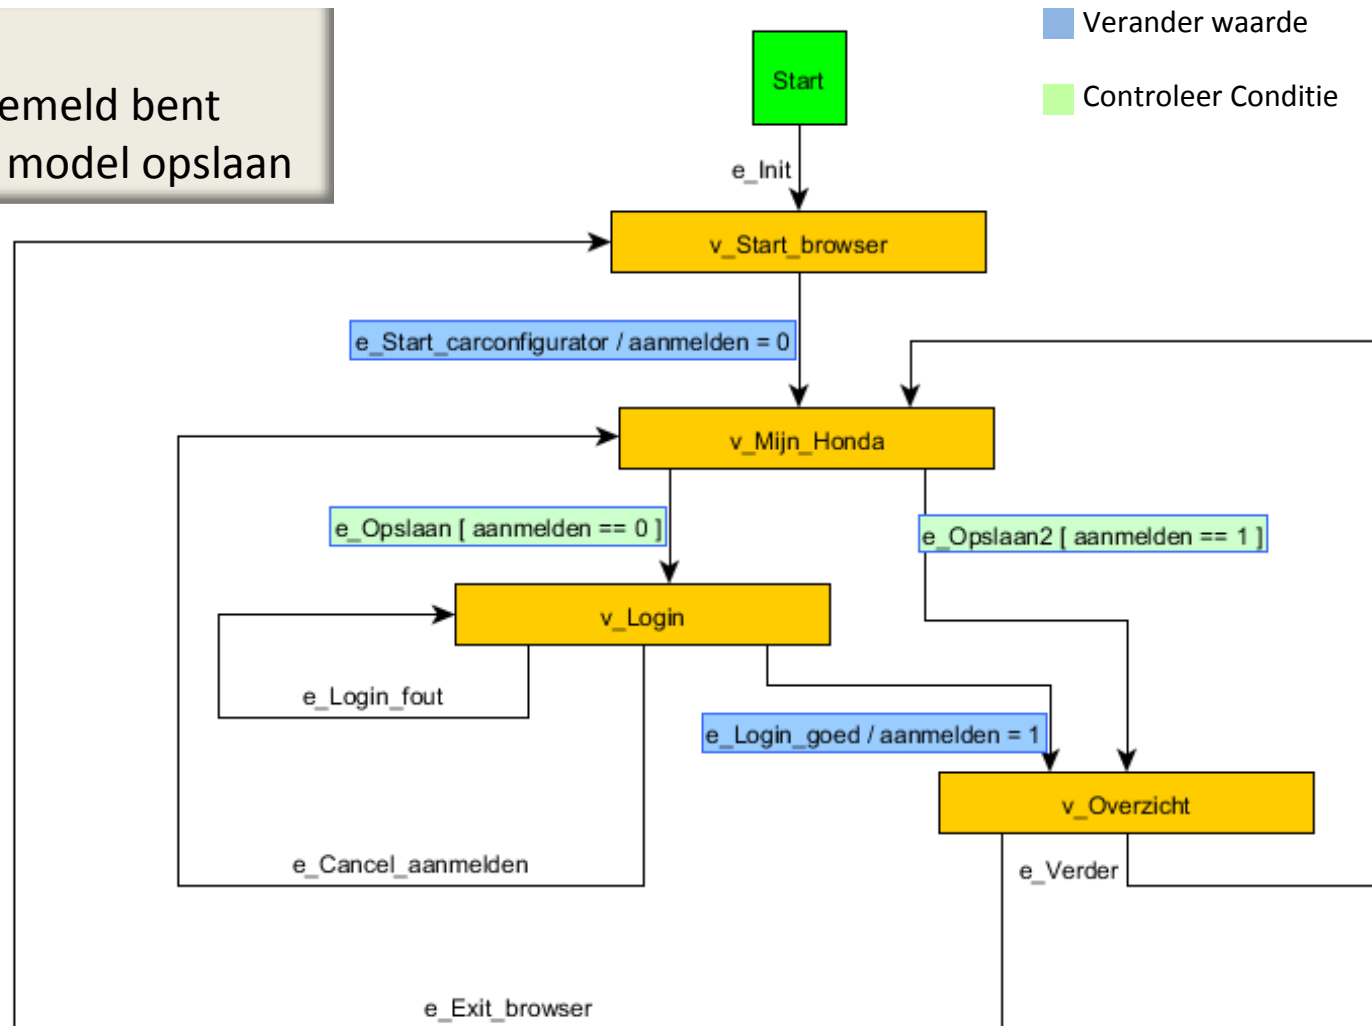 emeld bent
model opslaan
Verander waarde
Controleer Conditie
Start
e_Init
v_Start_browser
e_Start_carconfigurator / aanmelden = 0
v_Mijn_Honda
e_Opslaan [ aanmelden == 0 ]
e_Opslaan2 [ aanmelden == 1 ]
v_Login
e_Login_fout
e_Login_goed / aanmelden = 1
v_Overzicht
e_Cancel_aanmelden
e_Verder
e_Exit_browser